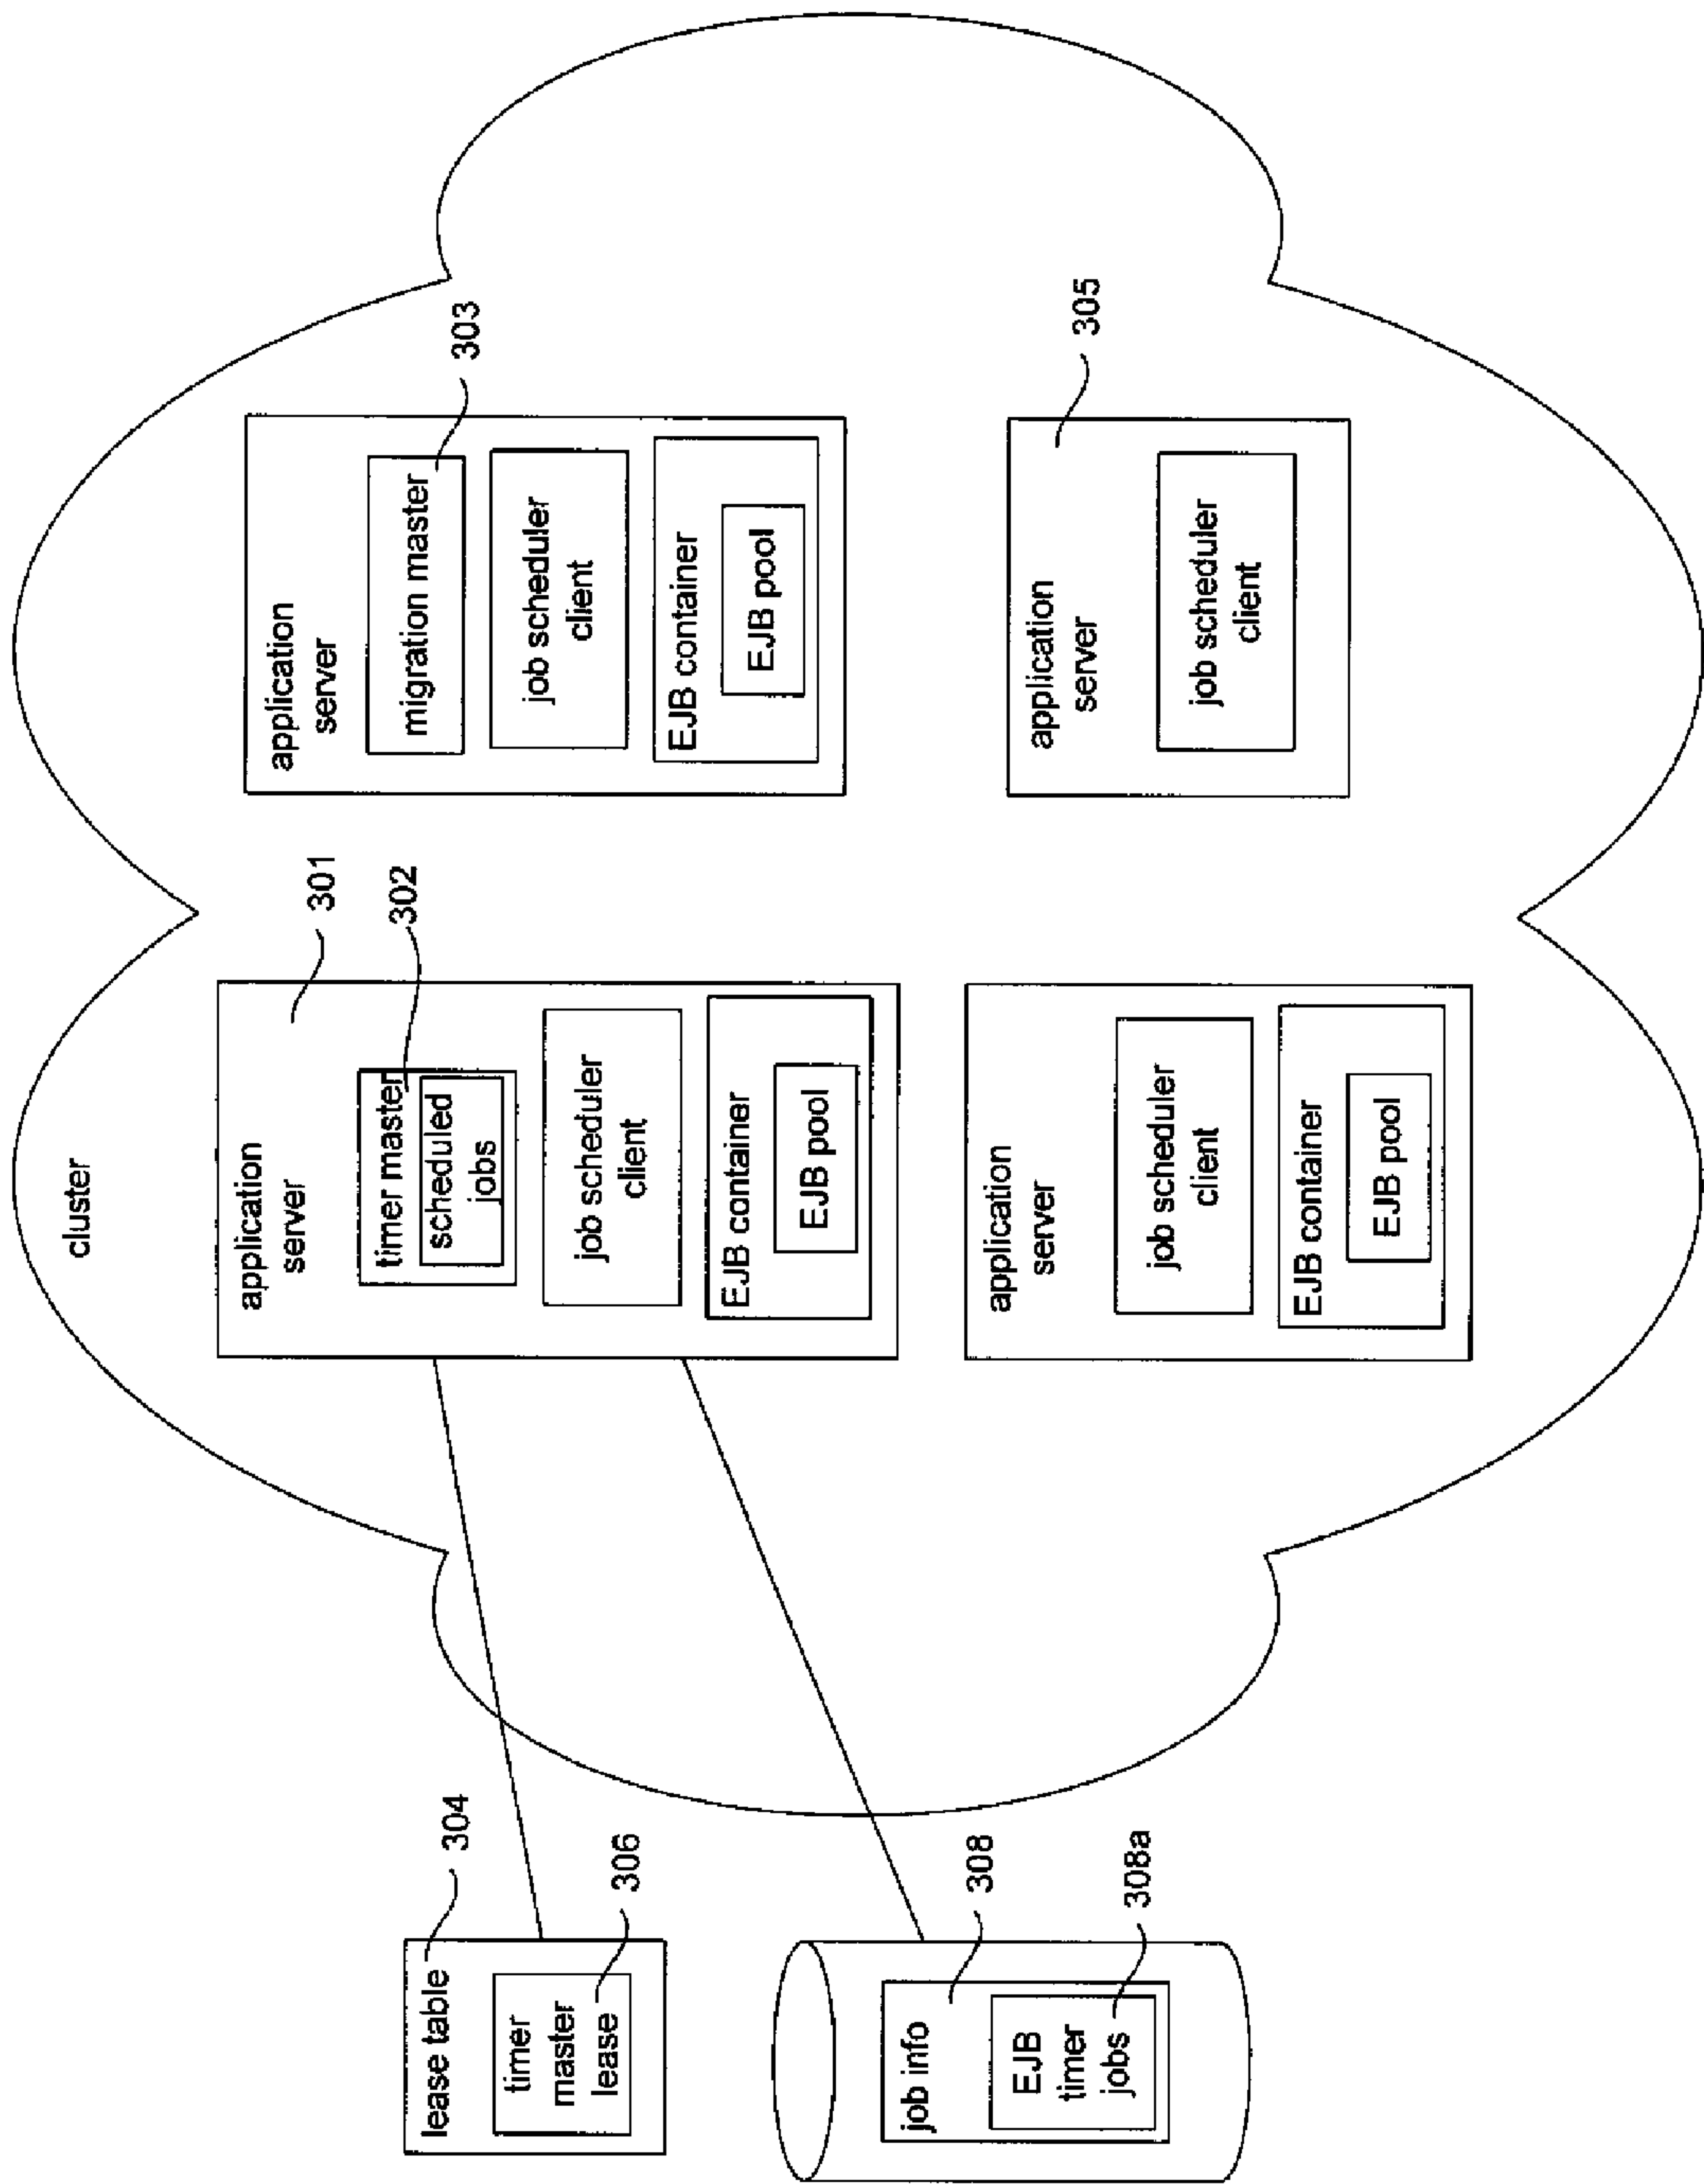 cluster
lease table
304
timer
master
lease
306
job info
308
EJB
timer
jobs
308a
application
server
301
timer master
302
scheduled
jobs
job scheduler
client
EJB container
EJB pool
application
server
migration master
303
job scheduler
client
EJB container
EJB pool
application
server
job scheduler
client
EJB container
EJB pool
application
server
305
job scheduler
client